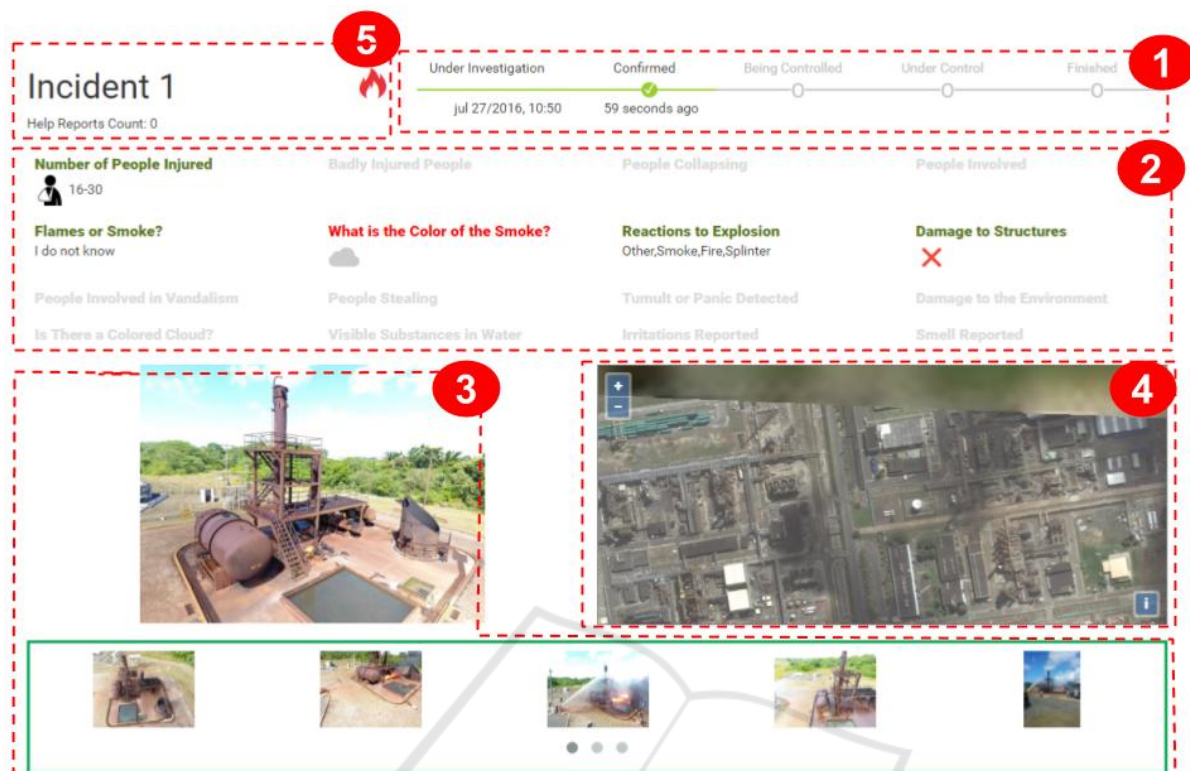 5
1
Incident 1
Help Reports Count: 0
Under Investigation Confirmed Being Controlled Under Control Finished
jul 27/2016, 10:50 59 seconds ago
2
Number of People Injured Badly Injured People People Collapsing People Involved
16-30
Flames or Smoke? What is the Color of the Smoke? Reactions to Explosion Damage to Structures
I do not know Other,Smoke,Fire,Splinter
People Involved in Vandalism People Stealing Tumult or Panic Detected Damage to the Environment
Is There a Colored Cloud? Visible Substances in Water Irritations Reported Smell Reported
3
4
+
−
i